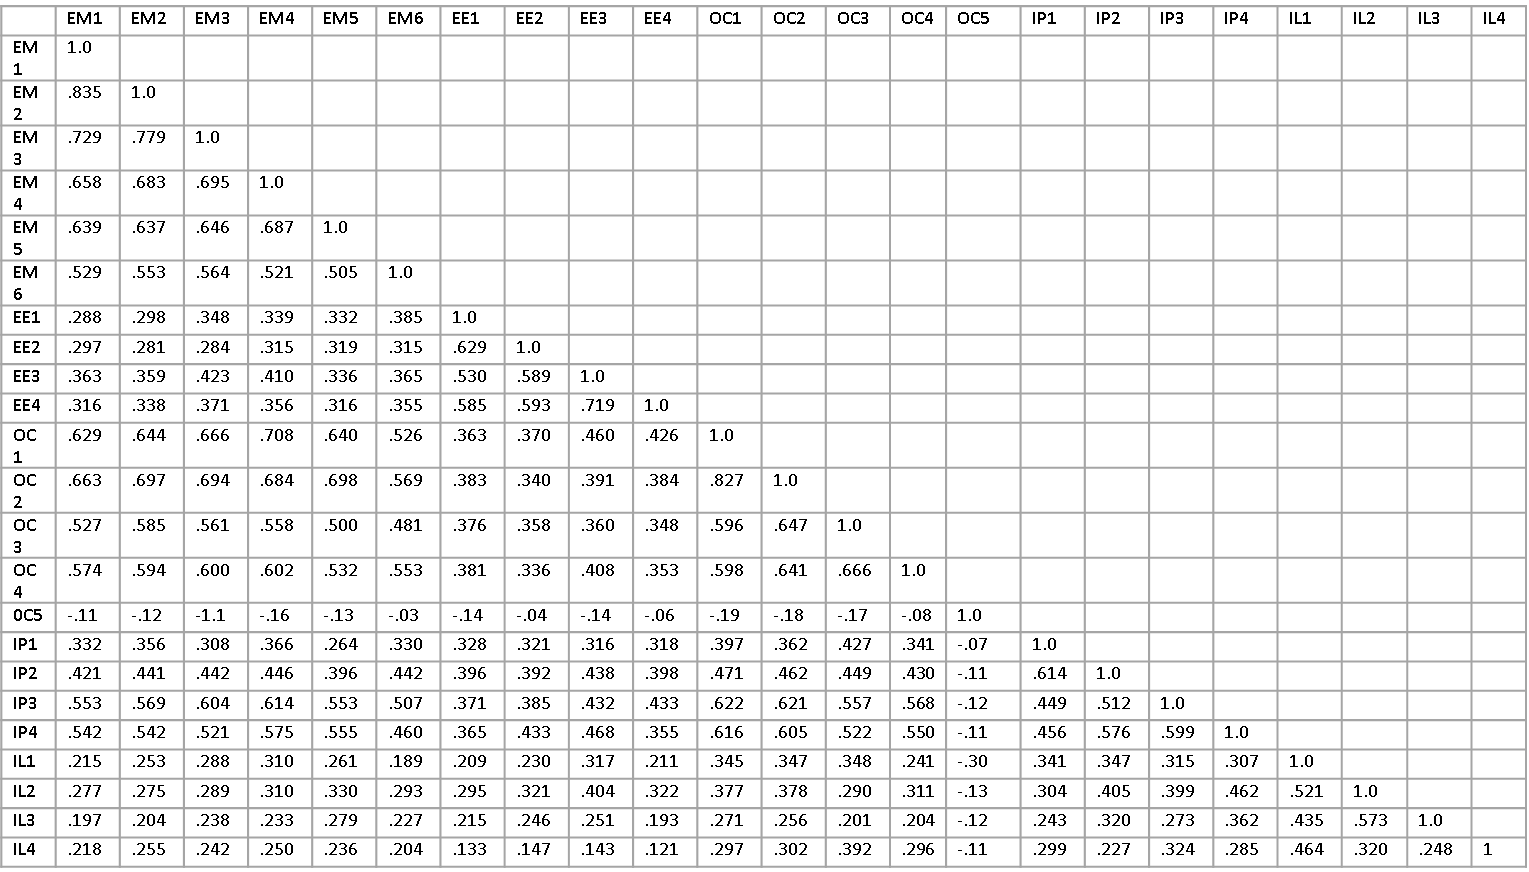 EM1 EM2 EM3 EM4 EM5 EM6 EE1 EE2 EE3 EE4 OC1 OC2 OC3 OC4 OC5 IP1 IP2 IP3 IP4 IL1 IL2 IL3 IL4
EM 1.0
1
EM .835 1.0
2
EM .729 .779 1.0
3
EM .658 .683 .695 1.0
4
EM .639 .637 .646 .687 1.0
5
EM .529 .553 .564 .521 .505 1.0
6
EE1 .288 .298 .348 .339 .332 .385 1.0
EE2 .297 .281 .284 .315 .319 .315 .629 1.0
EE3 .363 .359 .423 .410 .336 .365 .530 .589 1.0
EE4 .316 .338 .371 .356 .316 .355 .585 .593 .719 1.0
OC .629 .644 .666 .708 .640 .526 .363 .370 .460 .426 1.0
1
OC .663 .697 .694 .684 .698 .569 .383 .340 .391 .384 .827 1.0
2
OC .527 .585 .561 .558 .500 .481 .376 .358 .360 .348 .596 .647 1.0
3
OC .574 .594 .600 .602 .532 .553 .381 .336 .408 .353 .598 .641 .666 1.0
4
0C5 -.11 -.12 -1.1 -.16 -.13 -.03 -.14 -.04 -.14 -.06 -.19 -.18 -.17 -.08 1.0
IP1 .332 .356 .308 .366 .264 .330 .328 .321 .316 .318 .397 .362 .427 .341 -.07 1.0
IP2 .421 .441 .442 .446 .396 .442 .396 .392 .438 .398 .471 .462 .449 .430 -.11 .614 1.0
IP3 .553 .569 .604 .614 .553 .507 .371 .385 .432 .433 .622 .621 .557 .568 -.12 .449 .512 1.0
IP4 .542 .542 .521 .575 .555 .460 .365 .433 .468 .355 .616 .605 .522 .550 -.11 .456 .576 .599 1.0
IL1 .215 .253 .288 .310 .261 .189 .209 .230 .317 .211 .345 .347 .348 .241 -.30 .341 .347 .315 .307 1.0
IL2 .277 .275 .289 .310 .330 .293 .295 .321 .404 .322 .377 .378 .290 .311 -.13 .304 .405 .399 .462 .521 1.0
IL3 .197 .204 .238 .233 .279 .227 .215 .246 .251 .193 .271 .256 .201 .204 -.12 .243 .320 .273 .362 .435 .573 1.0
IL4 .218 .255 .242 .250 .236 .204 .133 .147 .143 .121 .297 .302 .392 .296 -.11 .299 .227 .324 .285 .464 .320 .248 1